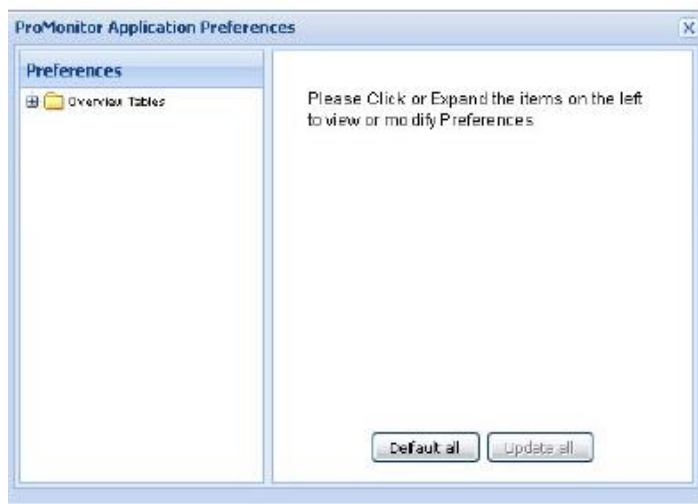 ProMonitor Application Preferences
Preferences
Overview Tables
Please Click or Expand the items on the left
to view or modify Preferences
Default all
Update all